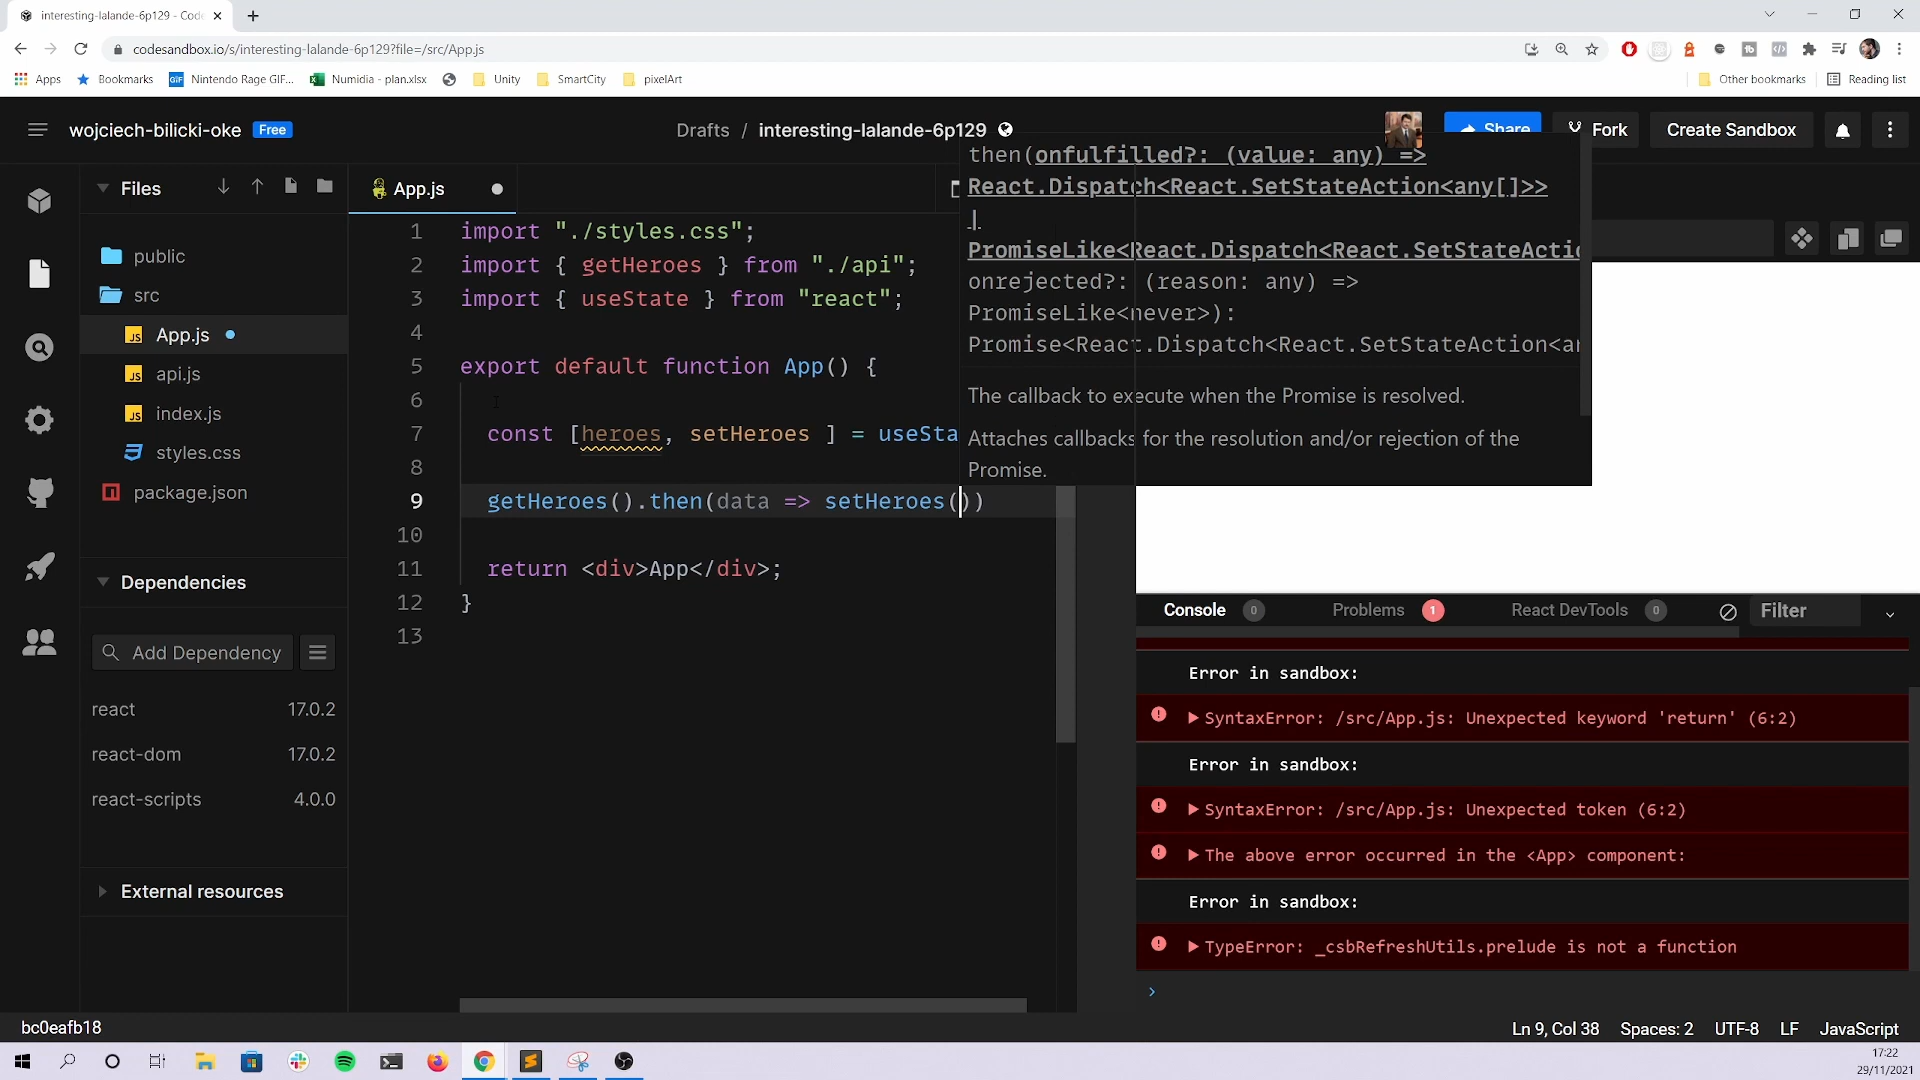 interesting-lalande-6p129 - Code
codesandbox.io/s/interesting-lalande-6p129?file=/src/App.js
Apps
Bookmarks
Nintendo Rage GIF...
Numidia - plan.xlsx
Unity
SmartCity
pixelArt
Other bookmarks
Reading list
wojciech-bilicki-oke
Free
Drafts / interesting-lalande-6p129
Share
Fork
Create Sandbox
Files
public
src
App.js
api.js
index.js
styles.css
package.json
Dependencies
Add Dependency
react 17.0.2
react-dom 17.0.2
react-scripts 4.0.0
External resources
App.js
1 import "./styles.css";
2 import { getHeroes } from "./api";
3 import { useState } from "react";
4
5 export default function App() {
6
7 const [heroes, setHeroes ] = useSta
8
9 getHeroes().then(data => setHeroes())
10
11 return <div>App</div>;
12 }
13
then(onfulfilled?: (value: any) =>
React.Dispatch<React.SetStateAction<any[]>>
|
PromiseLike<React.Dispatch<React.SetStateActio
onrejected?: (reason: any) =>
PromiseLike<never>):
Promise<React.Dispatch<React.SetStateAction<a
The callback to execute when the Promise is resolved.
Attaches callbacks for the resolution and/or rejection of the
Promise.
Console 0
Problems 1
React DevTools 0
Filter
Error in sandbox:
SyntaxError: /src/App.js: Unexpected keyword 'return' (6:2)
Error in sandbox:
SyntaxError: /src/App.js: Unexpected token (6:2)
The above error occurred in the <App> component:
Error in sandbox:
TypeError: _csbRefreshUtils.prelude is not a function
bc0eafb18
Ln 9, Col 38
Spaces: 2
UTF-8
LF
JavaScript
17:22
29/11/2021